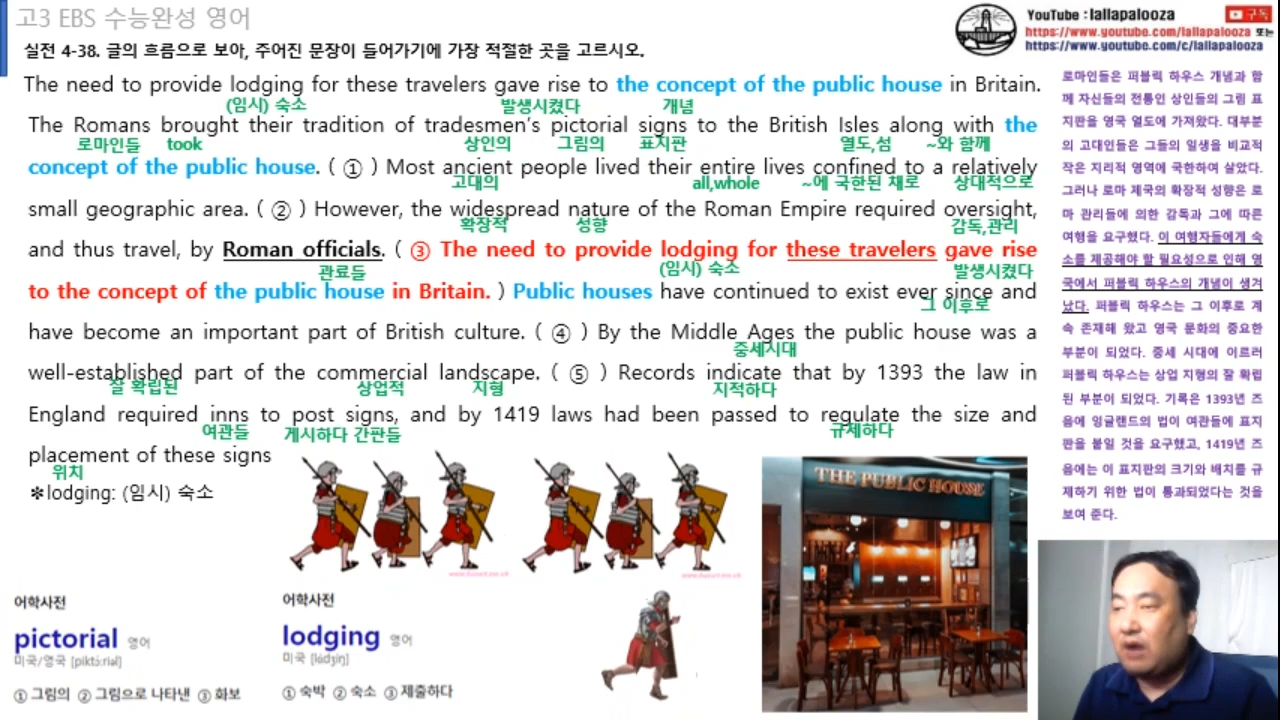 고3 EBS 수능완성 영어
YouTube : lallapalooza
구독
https://www.youtube.com/lallapalooza 또는
https://www.youtube.com/c/lallapalooza
실전 4-38. 글의 흐름으로 보아, 주어진 문장이 들어가기에 가장 적절한 곳을 고르시오.
The need to provide lodging for these travelers gave rise to the concept of the public house in Britain.
(임시) 숙소 발생시켰다 개념
The Romans brought their tradition of tradesmen's pictorial signs to the British Isles along with the
로마인들 took 상인의 그림의 표지판 열도,섬 ~와 함께
concept of the public house. ( ① ) Most ancient people lived their entire lives confined to a relatively
고대의 all,whole ~에 국한된 채로 상대적으로
small geographic area. ( ② ) However, the widespread nature of the Roman Empire required oversight,
확장적 성향 감독,관리
and thus travel, by Roman officials. ( ③ The need to provide lodging for these travelers gave rise
관료들 (임시) 숙소 발생시켰다
to the concept of the public house in Britain. ) Public houses have continued to exist ever since and
그 이후로
have become an important part of British culture. ( ④ ) By the Middle Ages the public house was a
중세시대
well-established part of the commercial landscape. ( ⑤ ) Records indicate that by 1393 the law in
잘 확립된 상업적 지형 지적하다
England required inns to post signs, and by 1419 laws had been passed to regulate the size and
여관들 게시하다 간판들 규제하다
placement of these signs
위치
*lodging: (임시) 숙소
로마인들은 퍼블릭 하우스 개념과 함
께 자신들의 전통인 상인들의 그림 표
지판을 영국 열도에 가져왔다. 대부분
의 고대인들은 그들의 일생을 비교적
작은 지리적 영역에 국한하여 살았다.
그러나 로마 제국의 확장적 성향은 로
마 관리들에 의한 감독과 그에 따른
여행을 요구했다. 이 여행자들에게 숙
소를 제공해야 할 필요성으로 인해 영
국에서 퍼블릭 하우스의 개념이 생겨
났다. 퍼블릭 하우스는 그 이후로 계
속 존재해 왔고 영국 문화의 중요한
부분이 되었다. 중세 시대에 이르러
퍼블릭 하우스는 상업 지형의 잘 확립
된 부분이 되었다. 기록은 1393년 즈
음에 잉글랜드의 법이 여관들에 표지
판을 붙일 것을 요구했고, 1419년 즈
음에는 이 표지판의 크기와 배치를 규
제하기 위한 법이 통과되었다는 것을
보여 준다.
THE PUBLIC HOUSE
어학사전
pictorial 영어
미국/영국 [piktɔ́ːriəl]
① 그림의 ② 그림으로 나타낸 ③ 화보
어학사전
lodging 영어
미국 [lɑ́dʒiŋ]
① 숙박 ② 숙소 ③ 제출하다